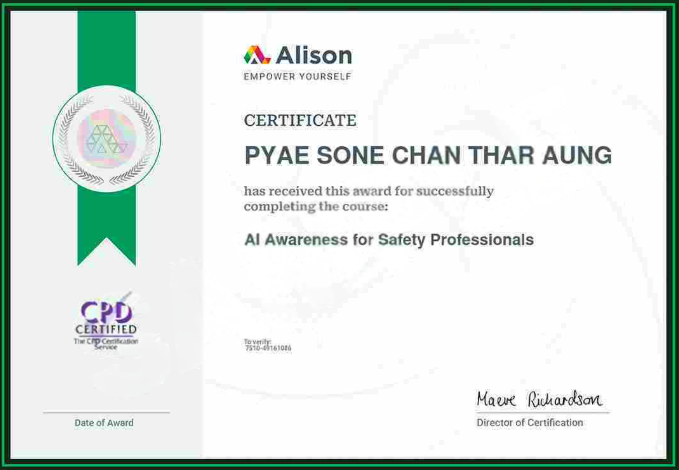 Alison
EMPOWER YOURSELF
CERTIFICATE
PYAE SONE CHAN THAR AUNG
has received this award for successfully
completing the course:
AI Awareness for Safety Professionals
CPD
CERTIFIED
The CPD Certification
Service
To verify:
7510-49161086
Maeve Richardson
Date of Award
Director of Certification